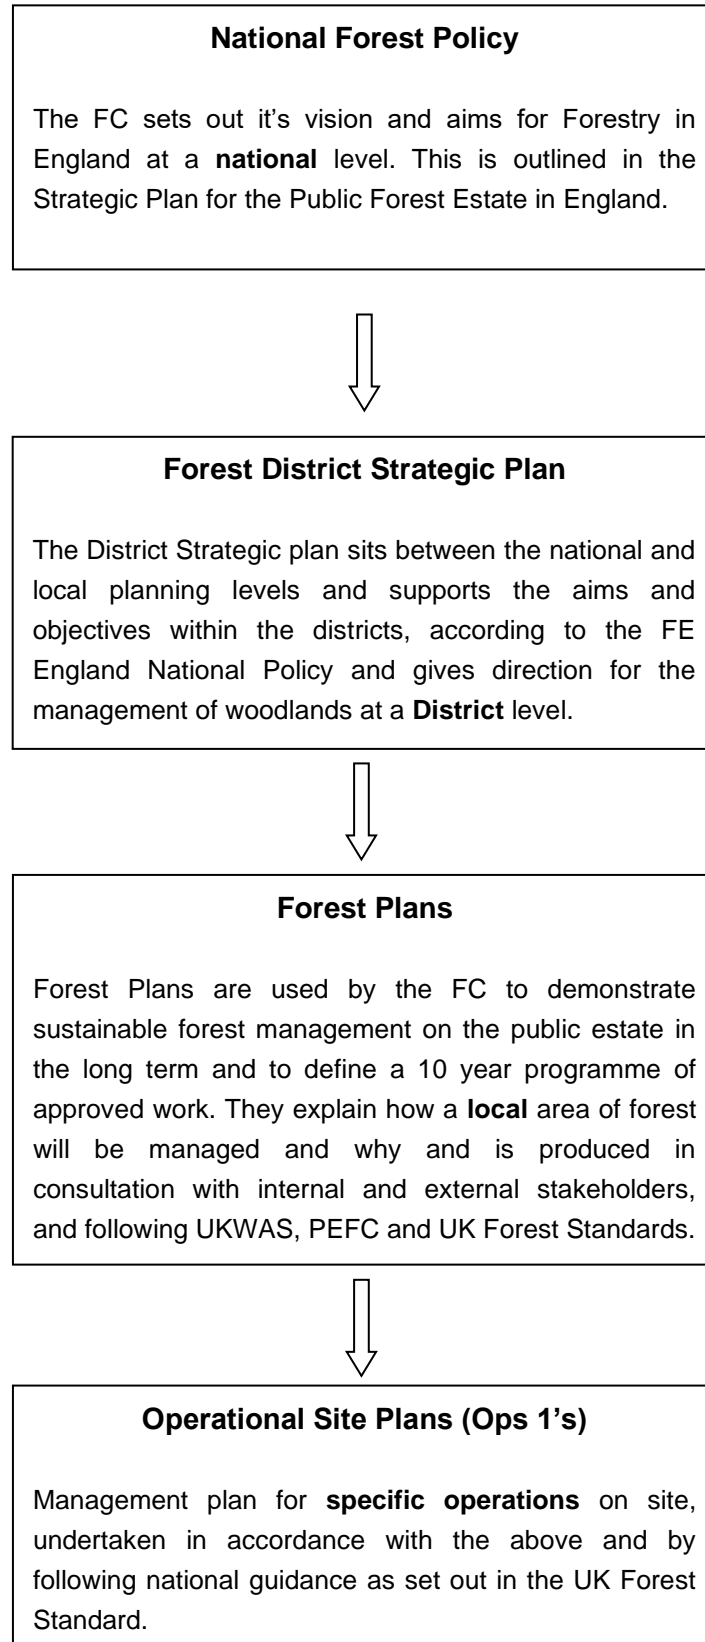 National Forest Policy
The FC sets out it’s vision and aims for Forestry in
England at a national level. This is outlined in the
Strategic Plan for the Public Forest Estate in England.
Forest District Strategic Plan
The District Strategic plan sits between the national and
local planning levels and supports the aims and
objectives within the districts, according to the FE
England National Policy and gives direction for the
management of woodlands at a District level.
Forest Plans
Forest Plans are used by the FC to demonstrate
sustainable forest management on the public estate in
the long term and to define a 10 year programme of
approved work. They explain how a local area of forest
will be managed and why and is produced in
consultation with internal and external stakeholders,
and following UKWAS, PEFC and UK Forest Standards.
Operational Site Plans (Ops 1’s)
Management plan for specific operations on site,
undertaken in accordance with the above and by
following national guidance as set out in the UK Forest
Standard.